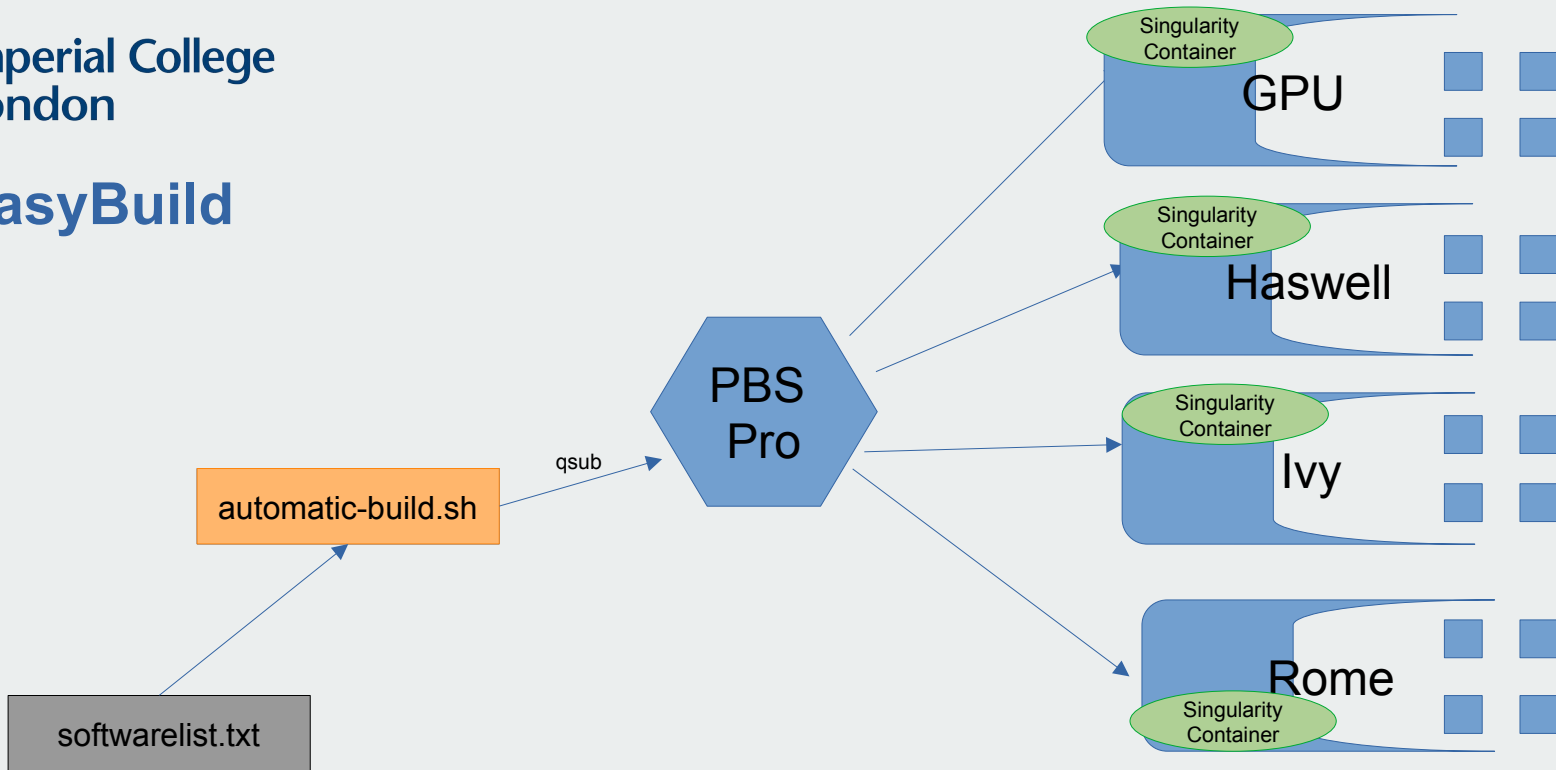 mperial College
ondon
asyBuild
Singularity
Container
GPU
Singularity
Container
Haswell
PBS
Pro
Singularity
Container
Ivy
qsub
automatic-build.sh
Rome
Singularity
Container
softwarelist.txt